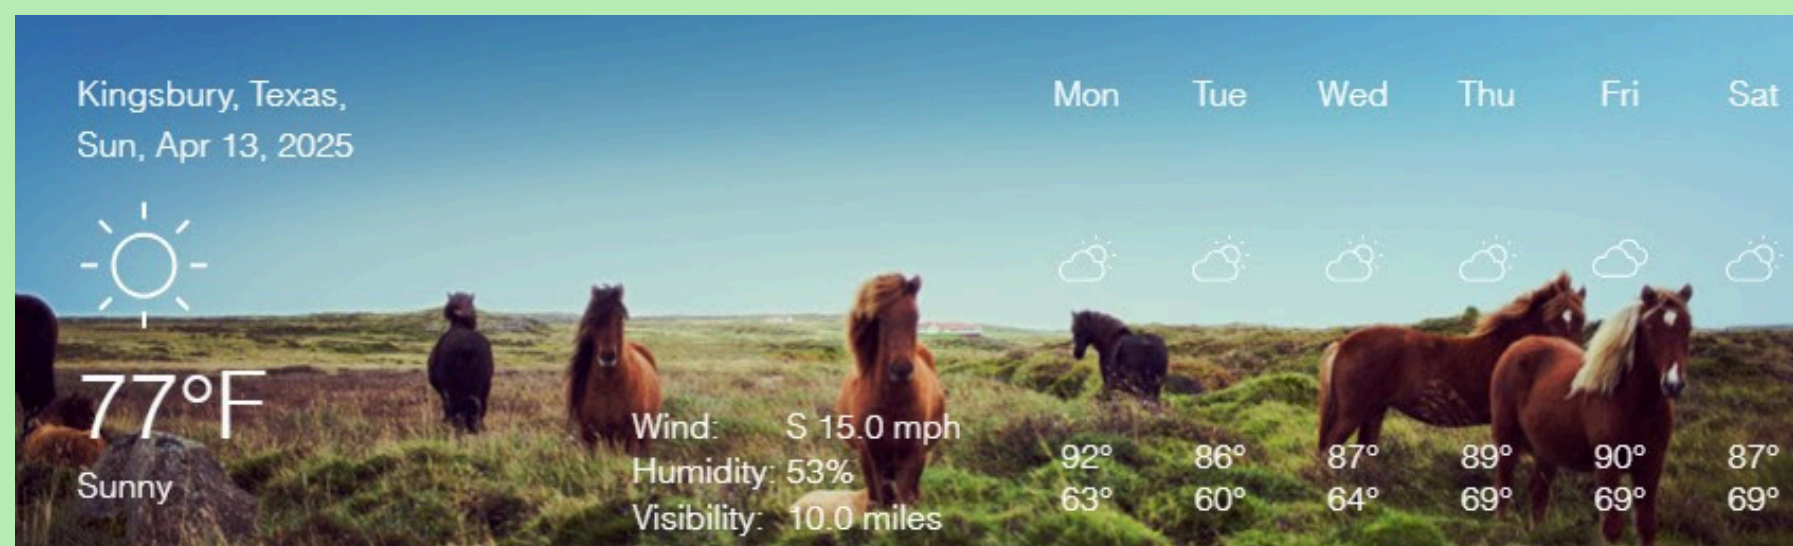 Kingsbury, Texas,
Sun, Apr 13, 2025
77°F
Sunny
Wind: S 15.0 mph
Humidity: 53%
Visibility: 10.0 miles
Mon Tue Wed Thu Fri Sat
92° 86° 87° 89° 90° 87°
63° 60° 64° 69° 69° 69°